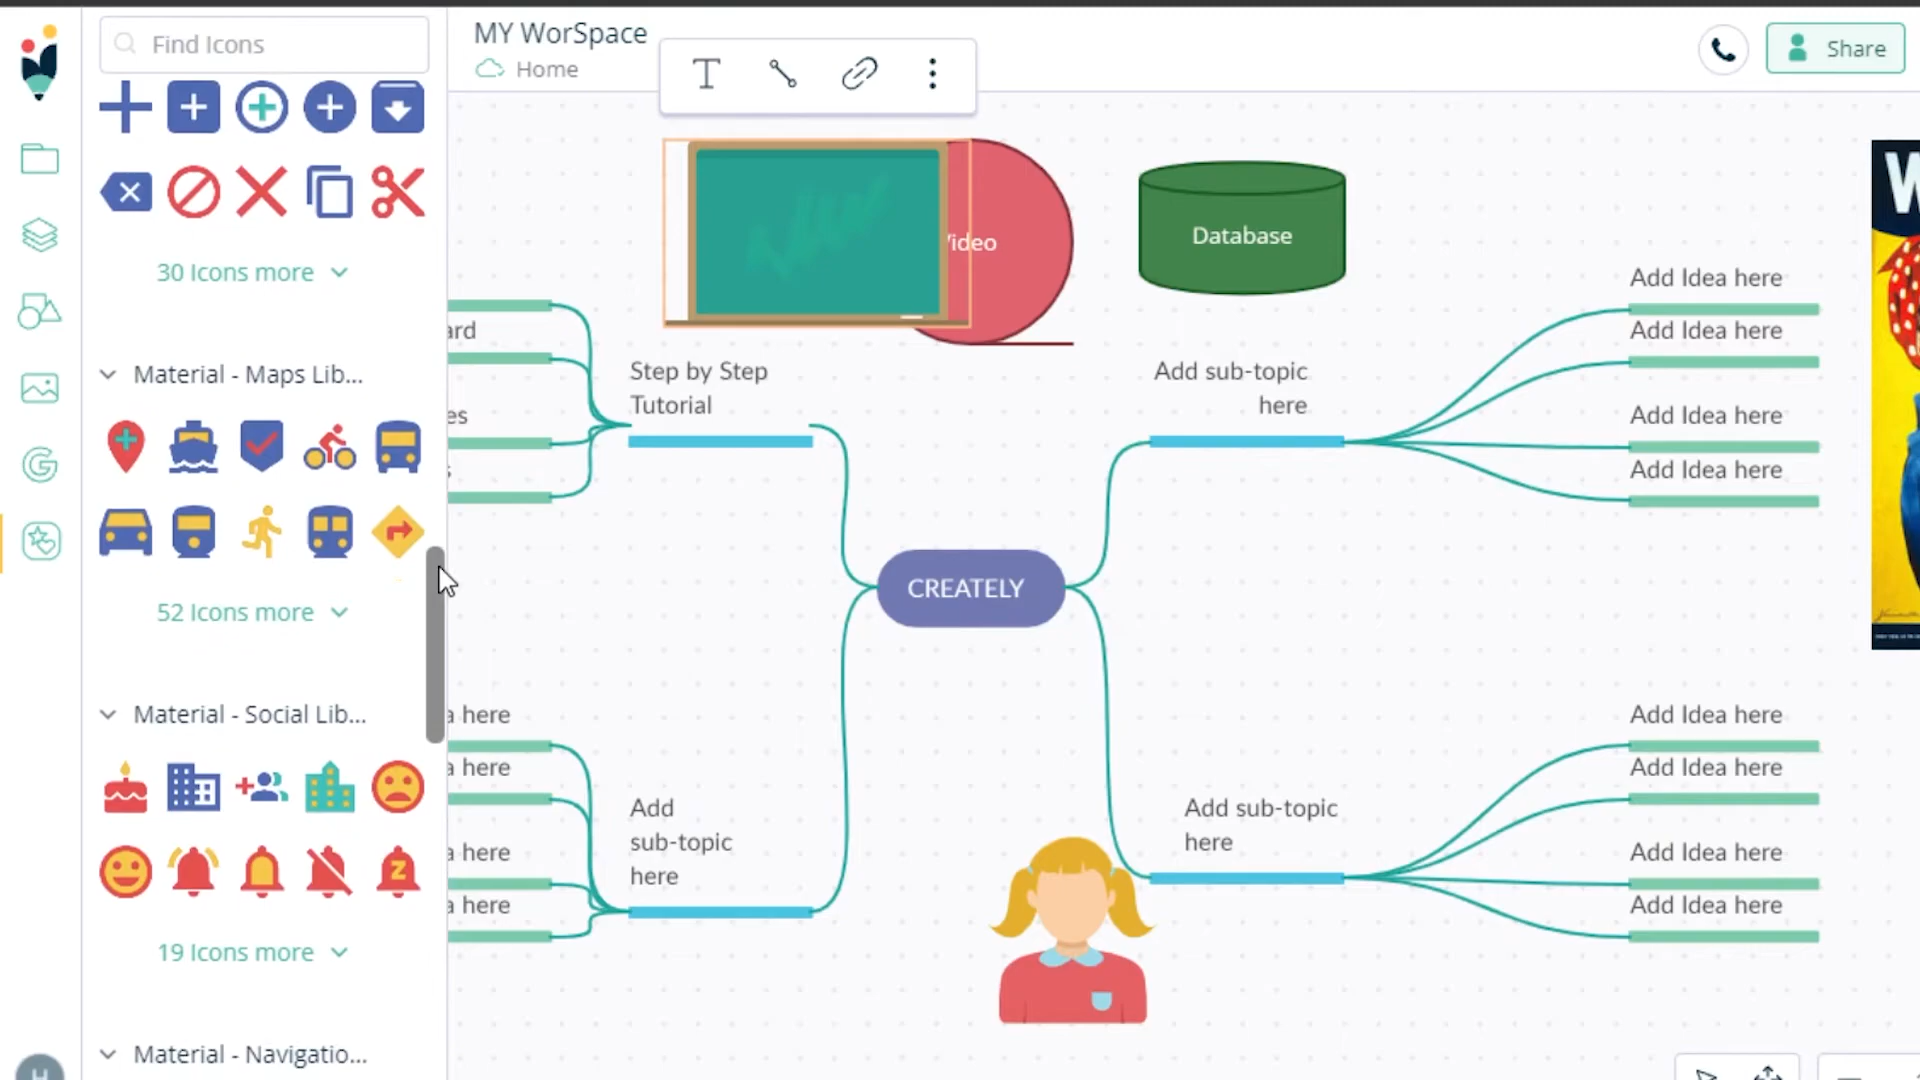 Find Icons
30 Icons more
Material - Maps Lib...
52 Icons more
Material - Social Lib...
19 Icons more
Material - Navigatio...
MY WorSpace
Home
Share
Video
Database
ard
es
Step by Step
Tutorial
Add sub-topic
here
Add Idea here
Add Idea here
Add Idea here
Add Idea here
CREATELY
a here
a here
a here
a here
Add
sub-topic
here
Add sub-topic
here
Add Idea here
Add Idea here
Add Idea here
Add Idea here
W
z